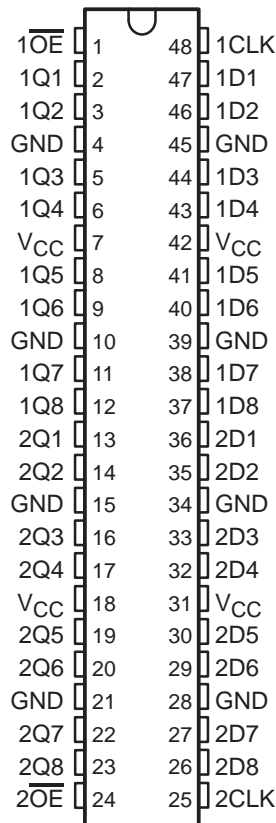 1O̅E̅ 1 48 1CLK
1Q1 2 47 1D1
1Q2 3 46 1D2
GND 4 45 GND
1Q3 5 44 1D3
1Q4 6 43 1D4
VCC 7 42 VCC
1Q5 8 41 1D5
1Q6 9 40 1D6
GND 10 39 GND
1Q7 11 38 1D7
1Q8 12 37 1D8
2Q1 13 36 2D1
2Q2 14 35 2D2
GND 15 34 GND
2Q3 16 33 2D3
2Q4 17 32 2D4
VCC 18 31 VCC
2Q5 19 30 2D5
2Q6 20 29 2D6
GND 21 28 GND
2Q7 22 27 2D7
2Q8 23 26 2D8
2O̅E̅ 24 25 2CLK